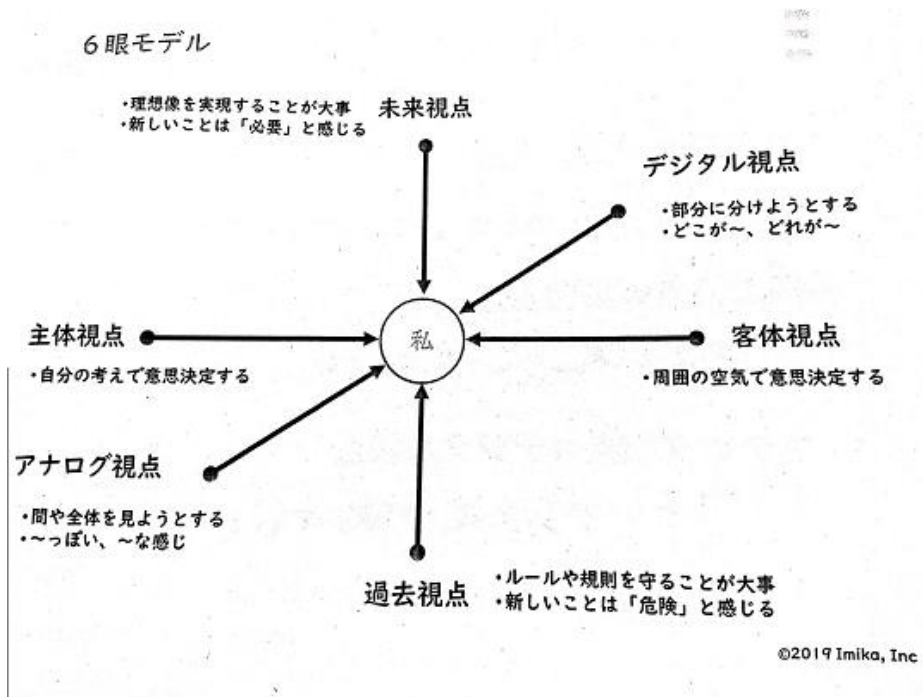 6眼モデル
・理想像を実現することが大事
・新しいことは「必要」と感じる
未来視点
デジタル視点
・部分に分けようとする
・どこが〜、どれが〜
私
主体視点
・自分の考えで意思決定する
客体視点
・周囲の空気で意思決定する
アナログ視点
・間や全体を見ようとする
・〜っぽい、〜な感じ
過去視点
・ルールや規則を守ることが大事
・新しいことは「危険」と感じる
©2019 Imika, Inc